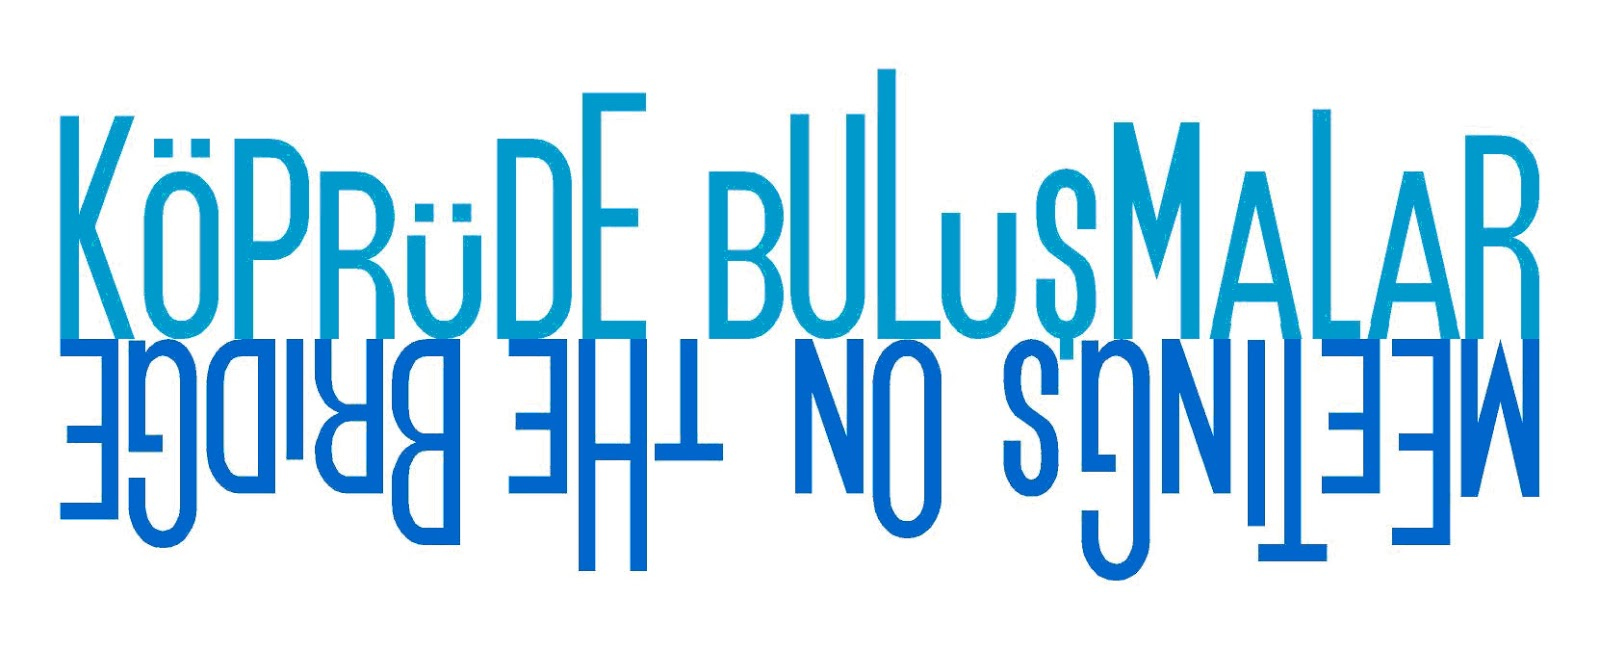 KÖPRÜDE BULUŞMALAR
MEETINGS ON THE BRIDGE